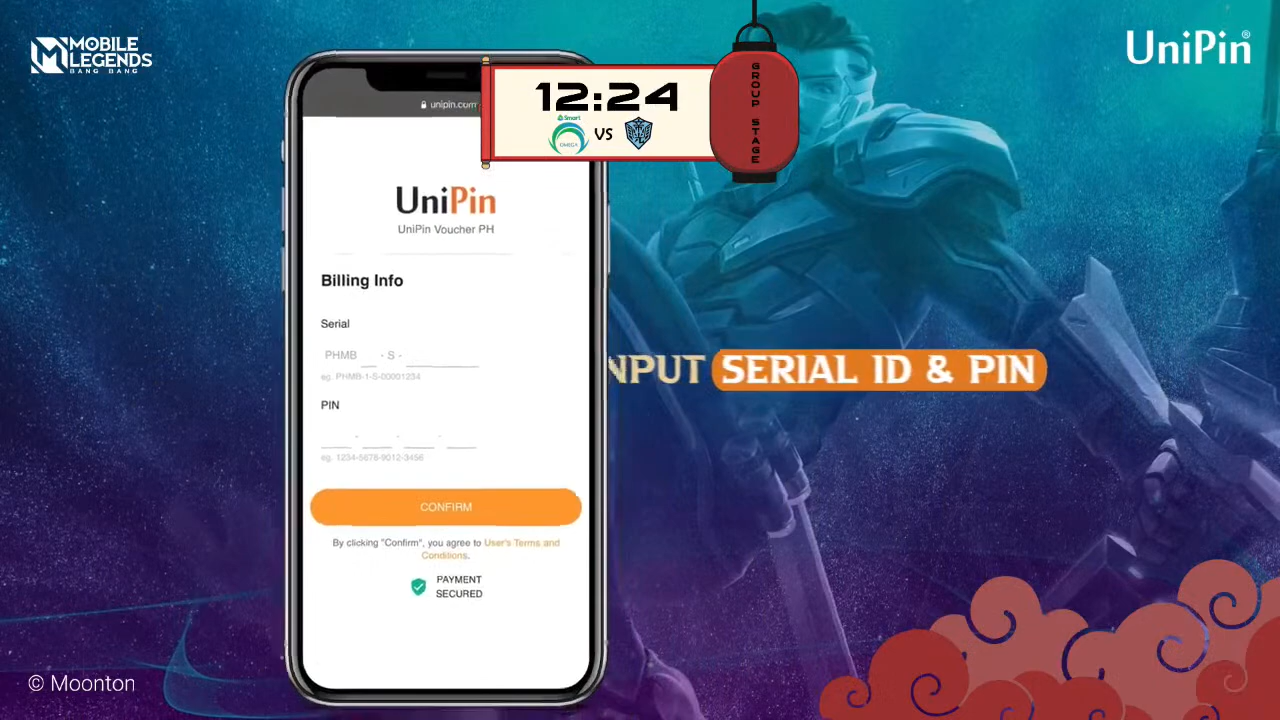 MOBILE
LEGENDS
BANG BANG
UniPin®
unipin.com
12:24
Smart
OMEGA
VS
GROUP STAGE
UniPin
UniPin Voucher PH
Billing Info
Serial
PHMB ___ - S - ___
eg. PHMB-1-S-00001234
PIN
eg. 1234-5678-9012-3456
NPUT SERIAL ID & PIN
CONFIRM
By clicking "Confirm", you agree to User's Terms and
Conditions.
PAYMENT
SECURED
© Moonton